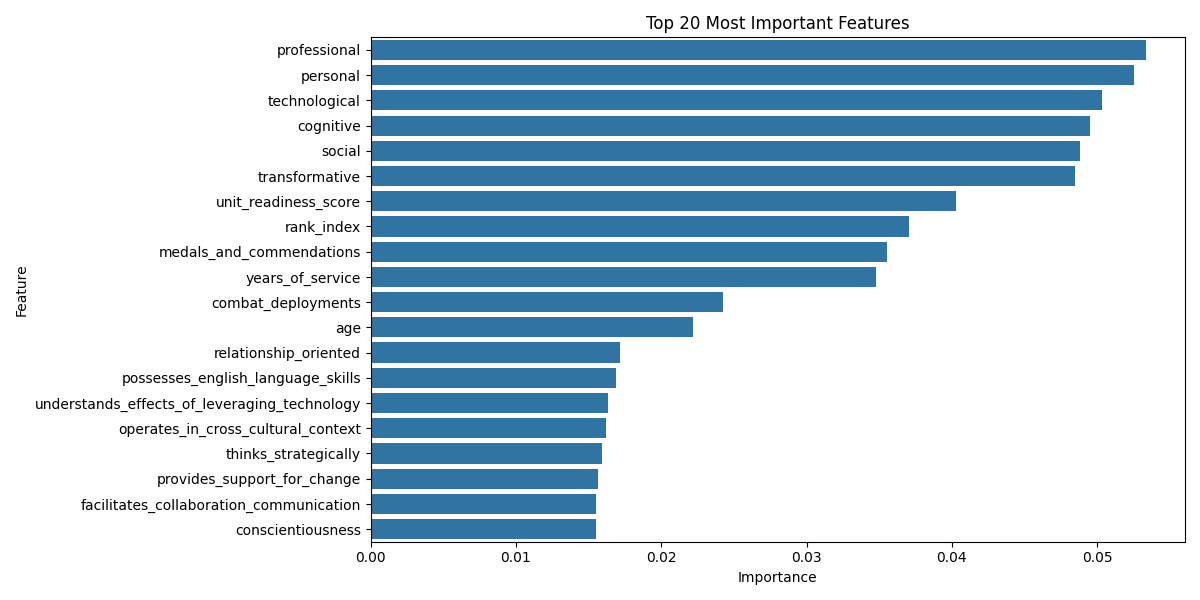 Top 20 Most Important Features
Feature
professional
personal
technological
cognitive
social
transformative
unit_readiness_score
rank_index
medals_and_commendations
years_of_service
combat_deployments
age
relationship_oriented
possesses_english_language_skills
understands_effects_of_leveraging_technology
operates_in_cross_cultural_context
thinks_strategically
provides_support_for_change
facilitates_collaboration_communication
conscientiousness
0.00 0.01 0.02 0.03 0.04 0.05
Importance